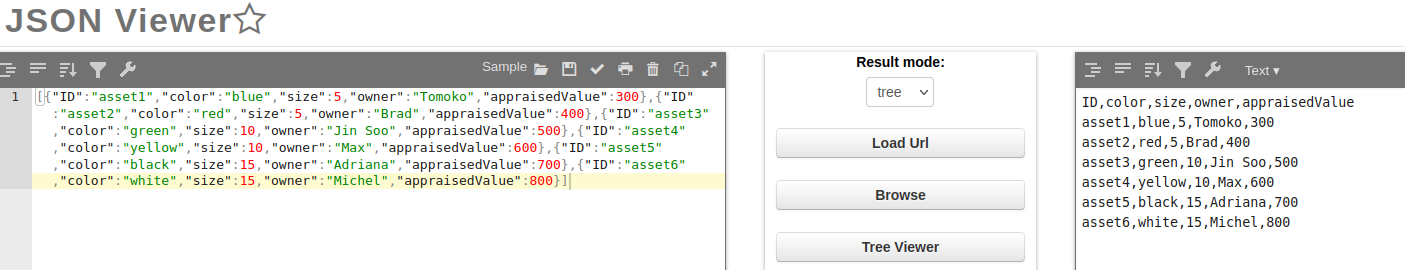 JSON Viewer
Sample
1
[{"ID":"asset1","color":"blue","size":5,"owner":"Tomoko","appraisedValue":300},{"ID"
:"asset2","color":"red","size":5,"owner":"Brad","appraisedValue":400},{"ID":"asset3"
,"color":"green","size":10,"owner":"Jin Soo","appraisedValue":500},{"ID":"asset4"
,"color":"yellow","size":10,"owner":"Max","appraisedValue":600},{"ID":"asset5"
,"color":"black","size":15,"owner":"Adriana","appraisedValue":700},{"ID":"asset6"
,"color":"white","size":15,"owner":"Michel","appraisedValue":800}]
Result mode:
tree
Load Url
Browse
Tree Viewer
Text ▾
ID,color,size,owner,appraisedValue
asset1,blue,5,Tomoko,300
asset2,red,5,Brad,400
asset3,green,10,Jin Soo,500
asset4,yellow,10,Max,600
asset5,black,15,Adriana,700
asset6,white,15,Michel,800